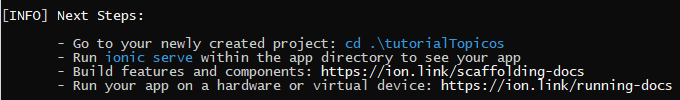 [INFO] Next Steps:
- Go to your newly created project: cd .\tutorialTopicos
- Run ionic serve within the app directory to see your app
- Build features and components: https://ion.link/scaffolding-docs
- Run your app on a hardware or virtual device: https://ion.link/running-docs